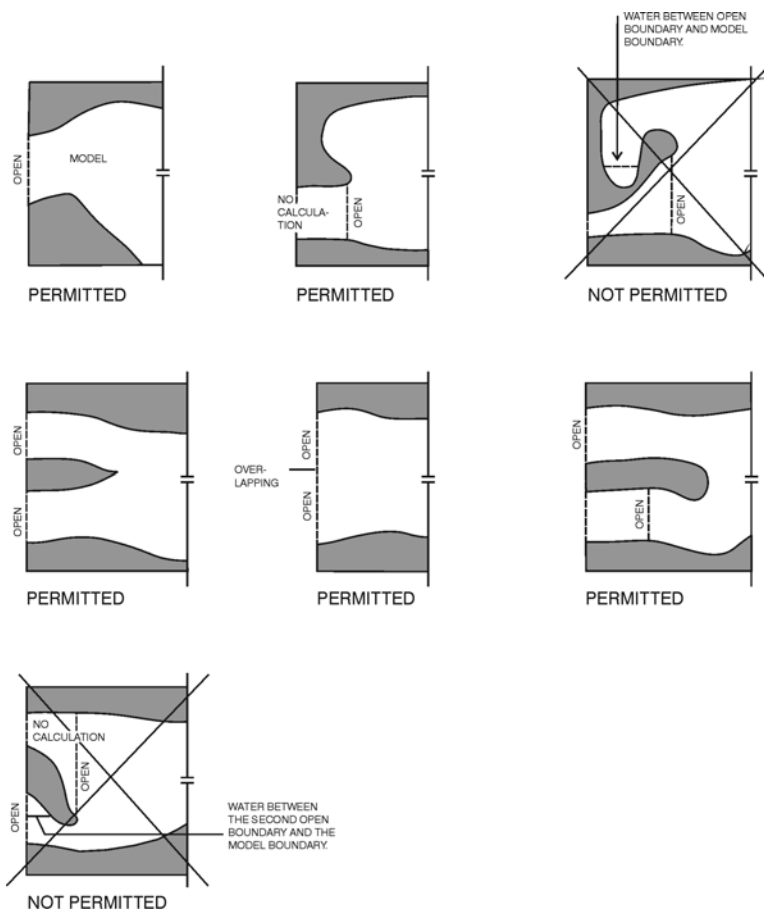 WATER BETWEEN OPEN
BOUNDARY AND MODEL
BOUNDARY.
OPEN
MODEL
PERMITTED
NO
CALCULA-
TION
OPEN
PERMITTED
OPEN
NOT PERMITTED
OPEN
OPEN
PERMITTED
OVER-
LAPPING
OPEN
OPEN
PERMITTED
OPEN
OPEN
PERMITTED
NO
CALCULATION
OPEN
OPEN
WATER BETWEEN
THE SECOND OPEN
BOUNDARY AND THE
MODEL BOUNDARY.
NOT PERMITTED